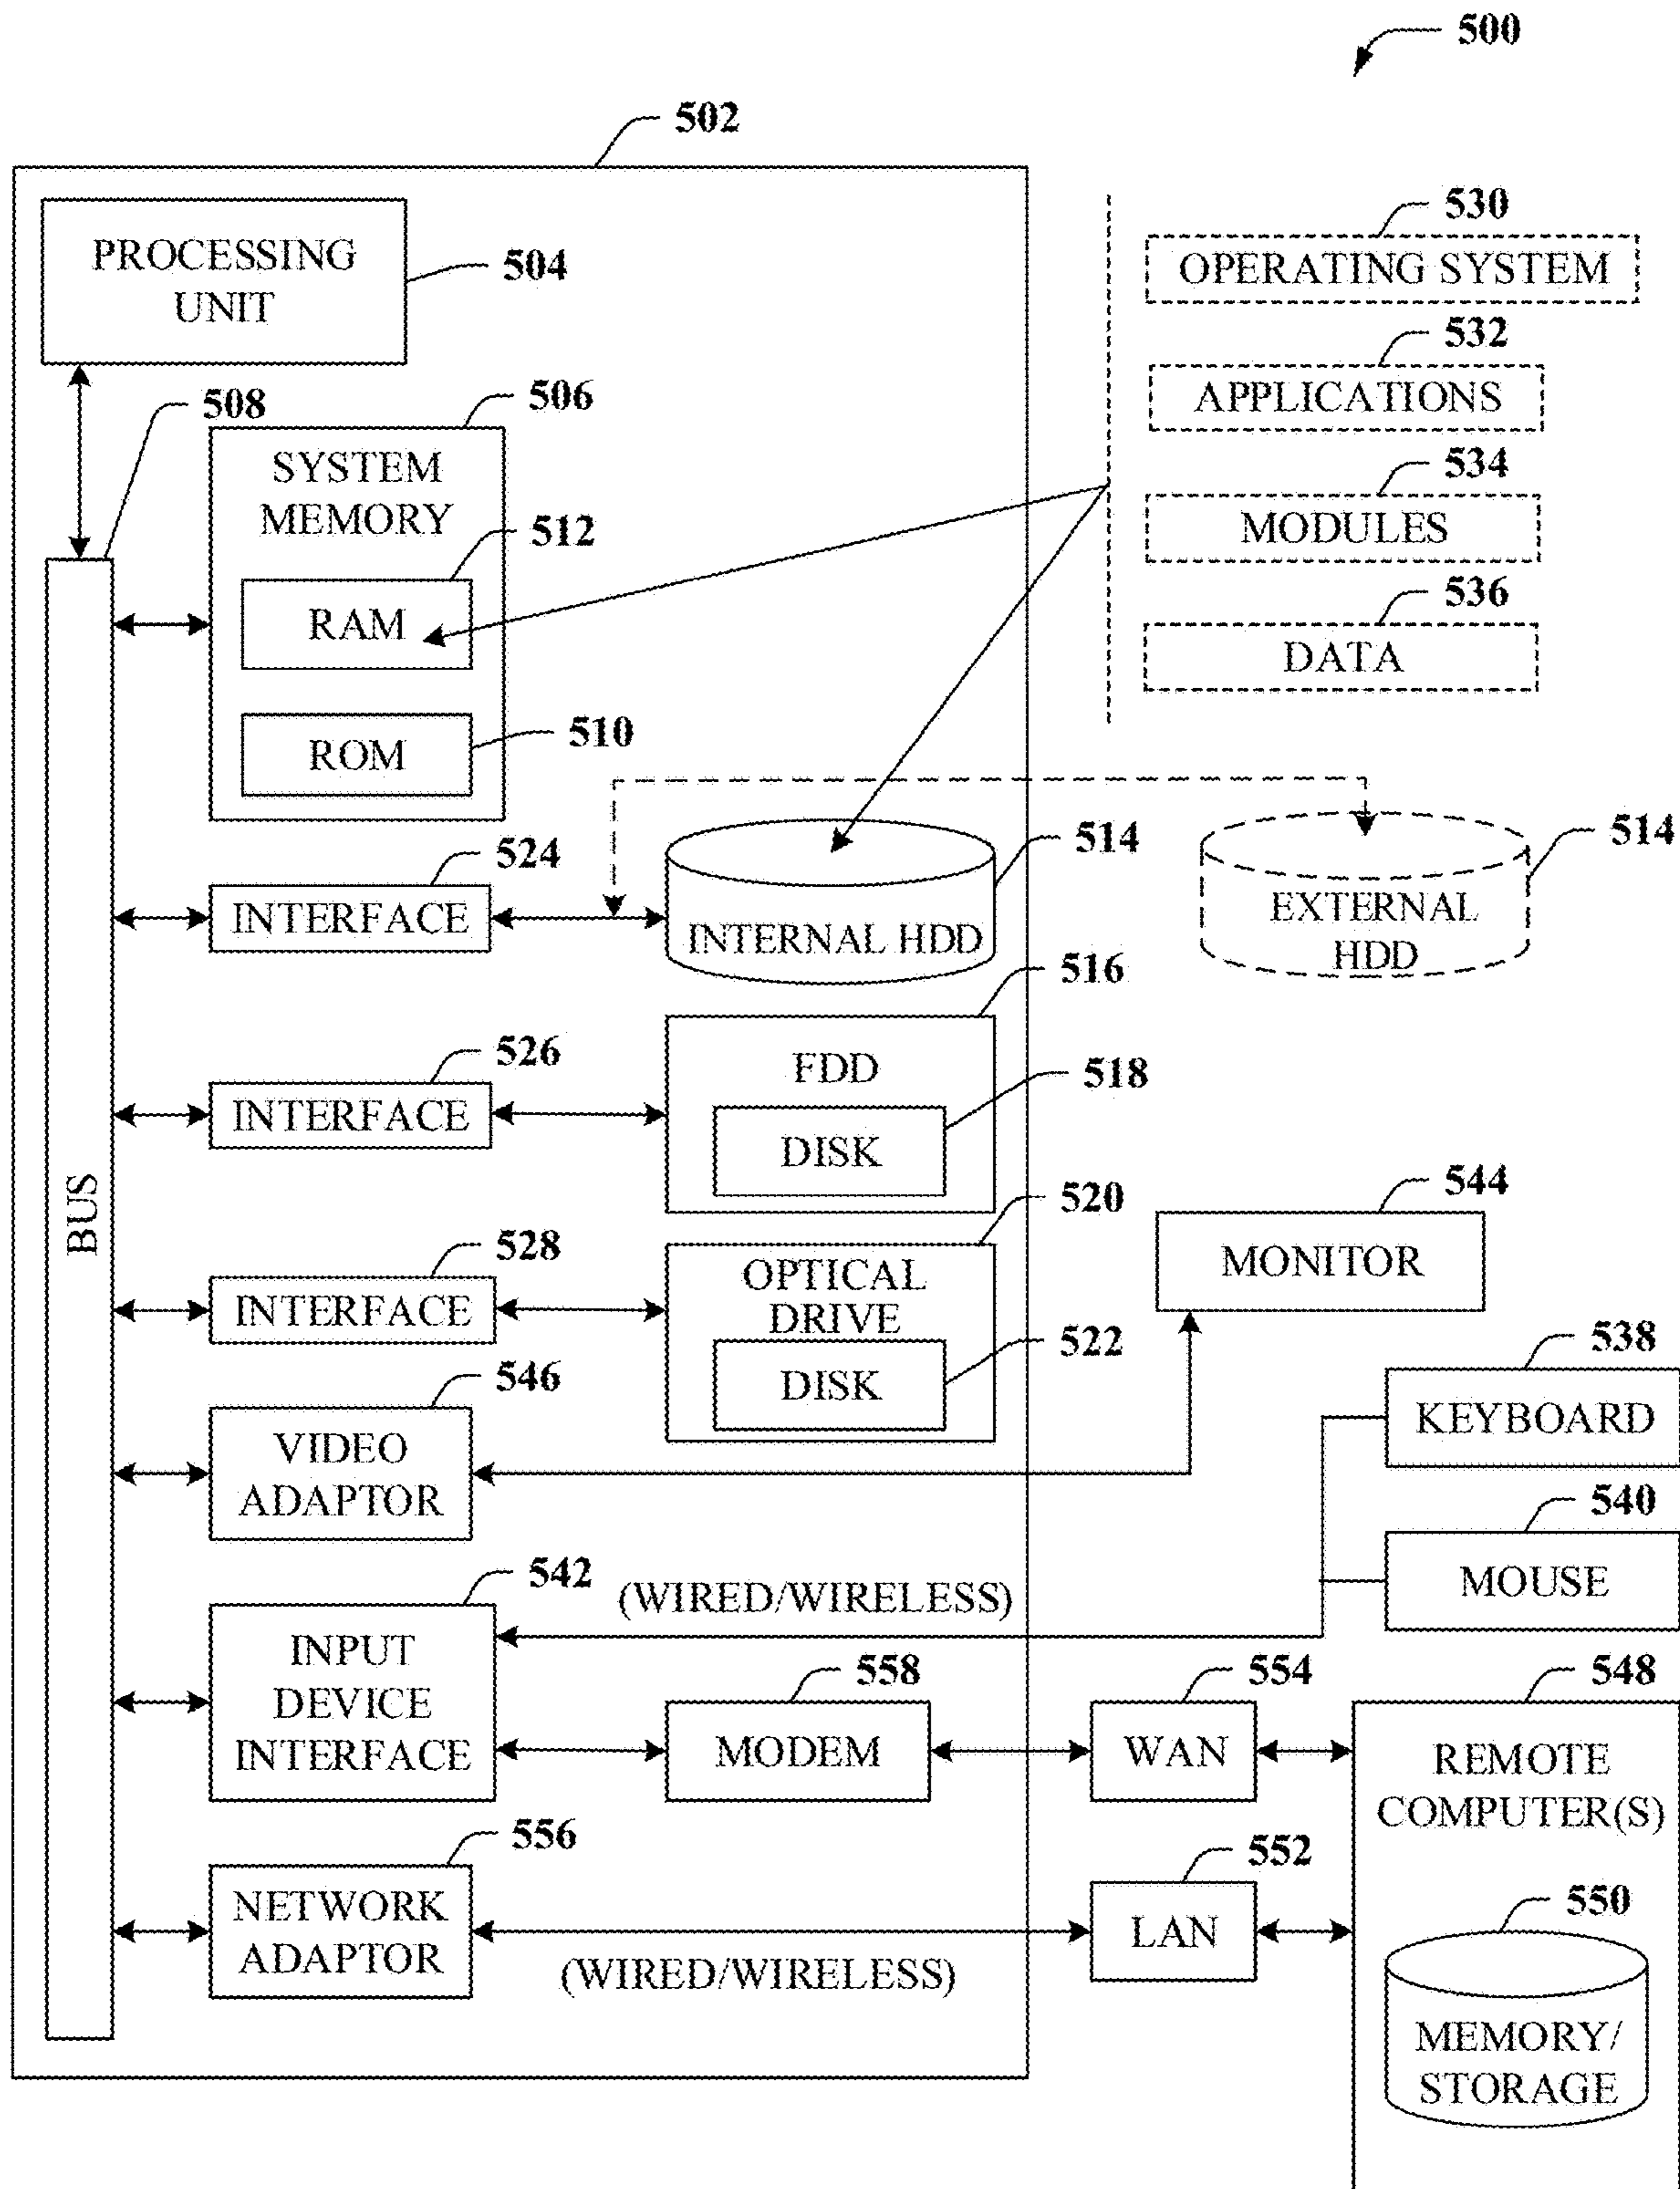 500
502
PROCESSING
UNIT
504
508
506
SYSTEM
MEMORY
512
RAM
510
ROM
530
OPERATING SYSTEM
532
APPLICATIONS
534
MODULES
536
DATA
524
INTERFACE
514
INTERNAL HDD
514
EXTERNAL
HDD
526
INTERFACE
516
FDD
518
DISK
BUS
528
INTERFACE
520
OPTICAL
DRIVE
522
DISK
544
MONITOR
546
VIDEO
ADAPTOR
538
KEYBOARD
540
MOUSE
542
INPUT
DEVICE
INTERFACE
(WIRED/WIRELESS)
558
MODEM
554
WAN
548
REMOTE
COMPUTER(S)
556
NETWORK
ADAPTOR
(WIRED/WIRELESS)
552
LAN
550
MEMORY/
STORAGE